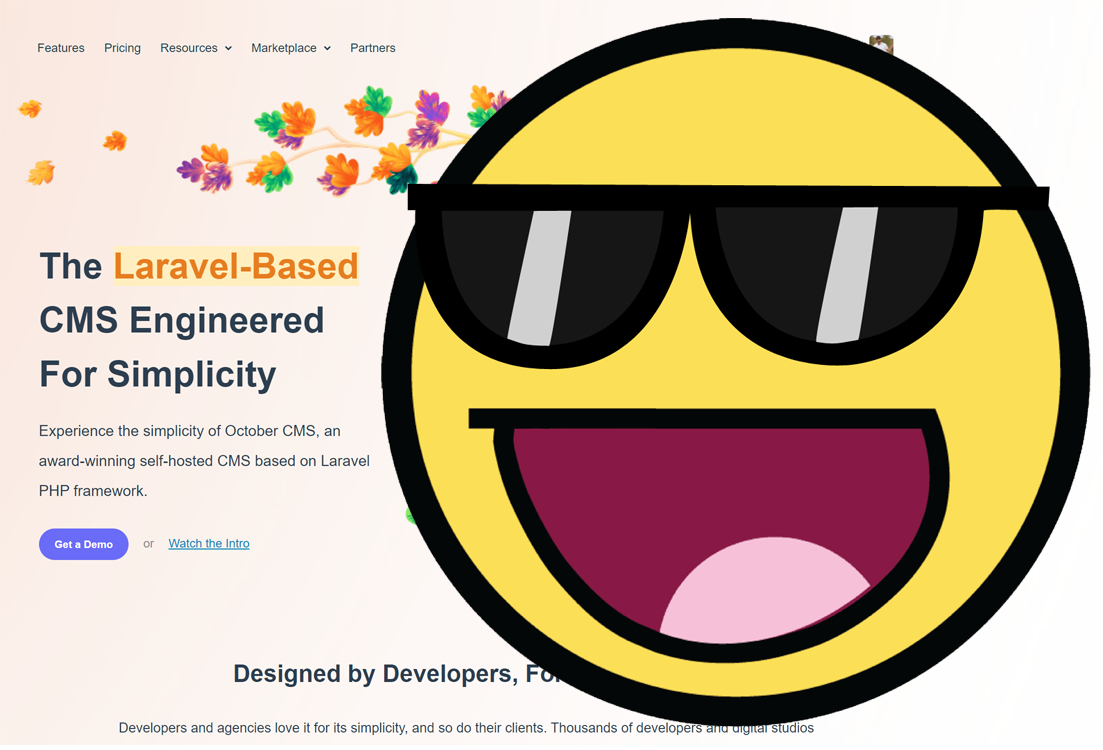 Features Pricing Resources Marketplace Partners
The Laravel-Based
CMS Engineered
For Simplicity
Experience the simplicity of October CMS, an
award-winning self-hosted CMS based on Laravel
PHP framework.
Get a Demo or Watch the Intro
Designed by Developers,
Developers and agencies love it for its simplicity, and so do their clients. Thousands of developers and digital studios